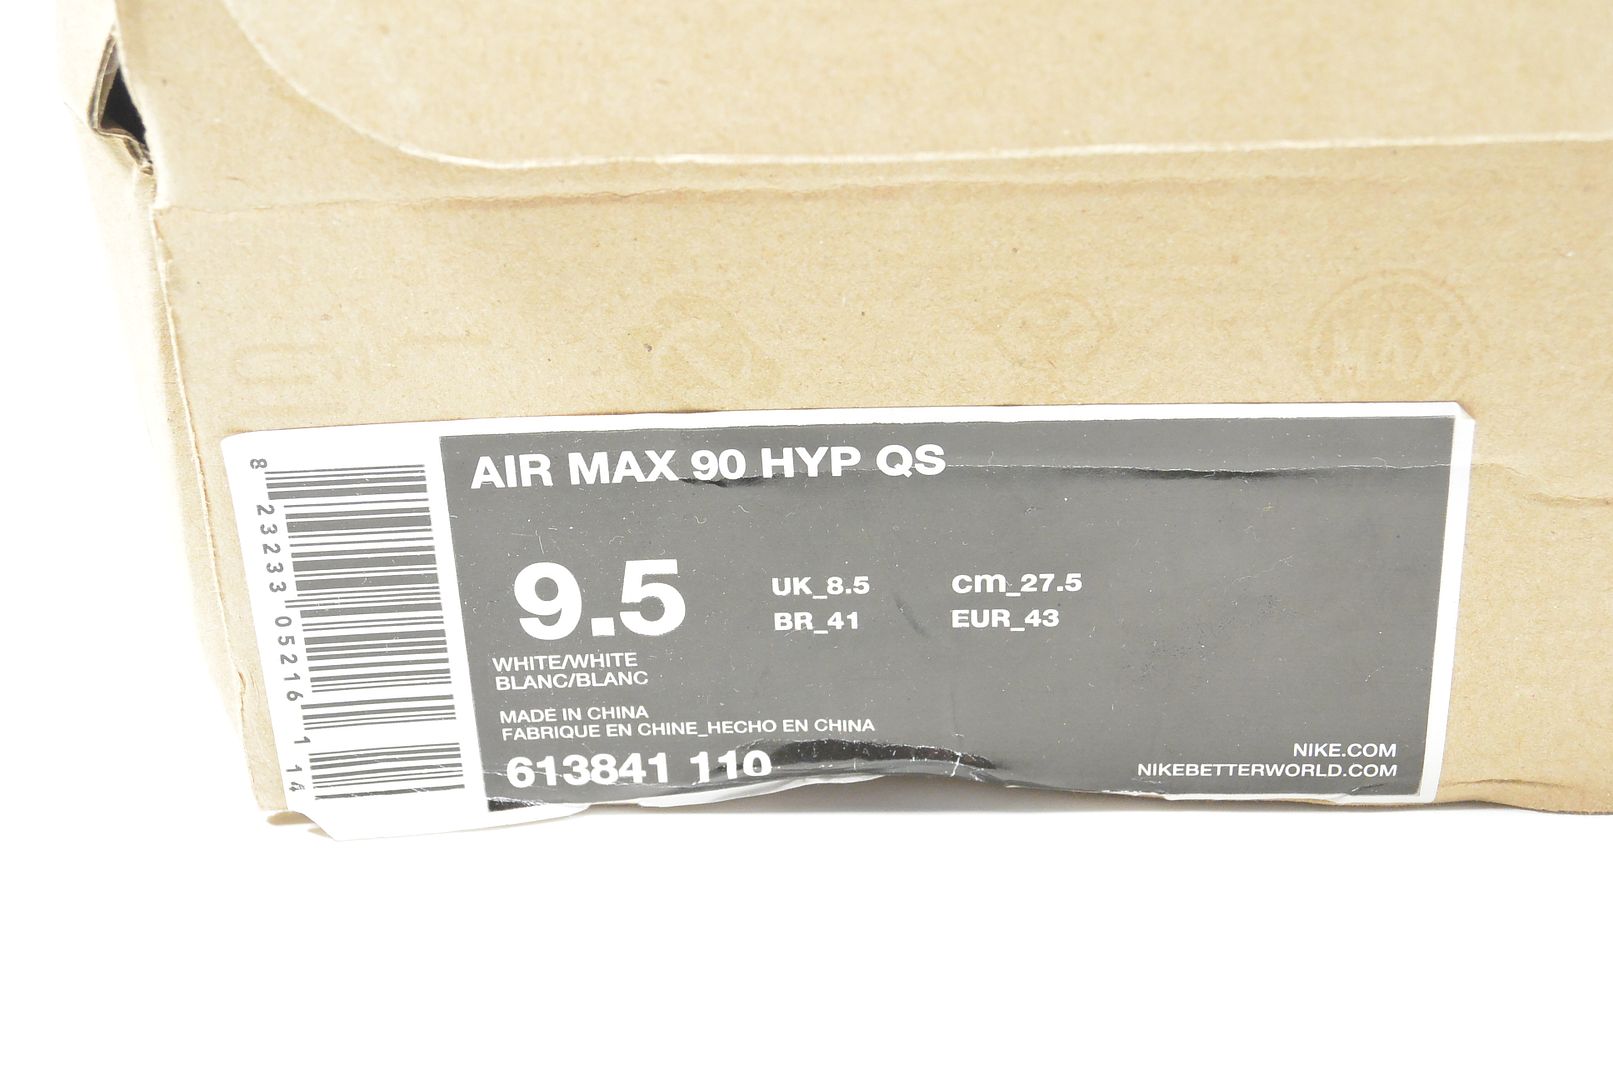 MAX
AIR MAX 90 HYP QS
9.5
UK_8.5
cm_27.5
BR_41
EUR_43
WHITE/WHITE
BLANC/BLANC
MADE IN CHINA
FABRIQUE EN CHINE_HECHO EN CHINA
613841 110
NIKE.COM
NIKEBETTERWORLD.COM
8 23233 05216 1 14